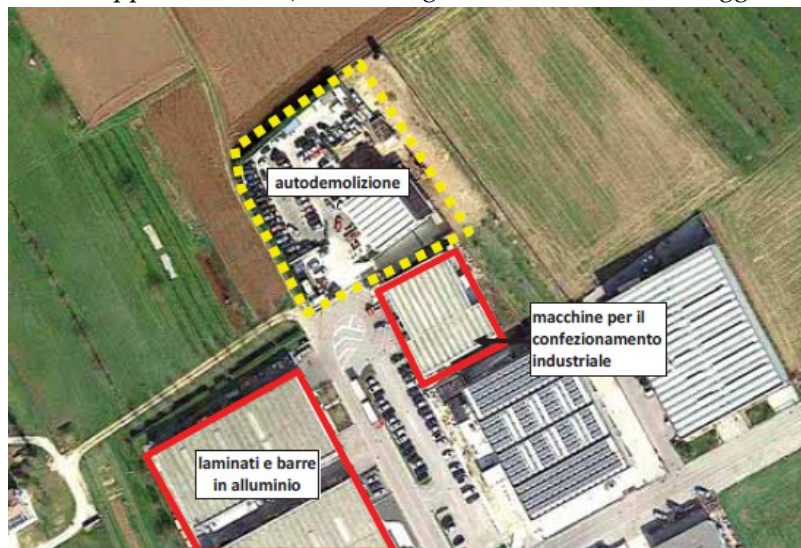 autodemolizione
macchine per il
confezionamento
industriale
laminati e barre
in alluminio